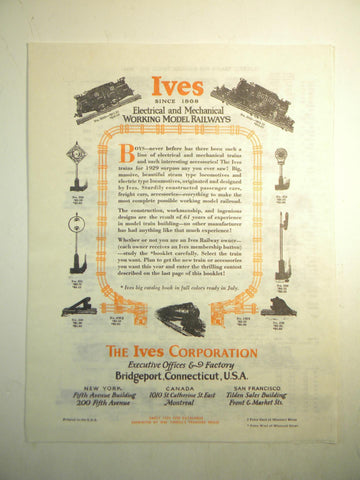 Ives
SINCE 1868
Electrical and Mechanical
WORKING MODEL RAILWAYS
BOYS—never before has there been such a
line of electrical and mechanical trains
and such interesting accessories! The Ives
trains for 1929 surpass any you ever saw! Big,
massive, beautiful steam type locomotives and
electric type locomotives, originated and designed
by Ives. Sturdily constructed passenger cars,
freight cars, accessories—everything to make the
most complete possible working model railroad.
The construction, workmanship, and ingenious
designs are the result of 61 years of experience
in model train building—no other manufacturer
has had anything like that much experience!
Whether or not you are an Ives Railway owner—
(each owner receives an Ives membership button)
—study the *booklet carefully. Select the train
you want. Plan to get the new train or accessories
you want this year and enter the thrilling contest
described on the last page of this booklet!
* Ives big catalog book in full colors ready in July.
THE Ives CORPORATION
Executive Offices & Factory
Bridgeport, Connecticut, U.S.A.
NEW YORK CANADA SAN FRANCISCO
Fifth Avenue Building 1010 St Catherine St. East Tilden Sales Building
200 Fifth Avenue Montreal Front & Market Sts.
Printed in U.S.A.